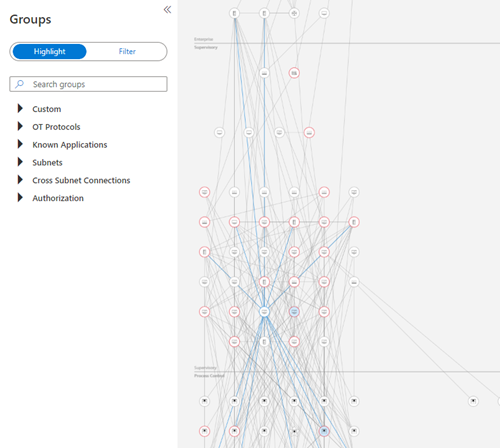 Groups
Highlight
Filter
Search groups
Custom
OT Protocols
Known Applications
Subnets
Cross Subnet Connections
Authorization
Enterprise
Supervisory
Supervisory
Process Control